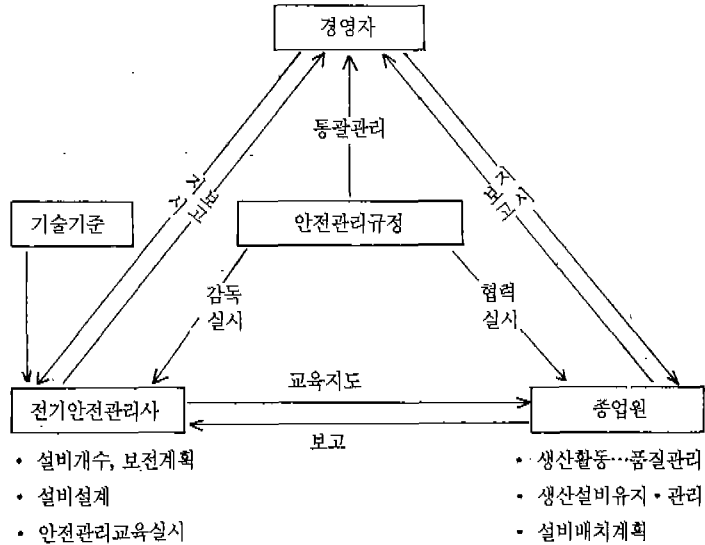 경영자
통괄관리
지시
보고
보고
지시
기술기준
안전관리규정
감독
실시
협력
실시
전기안전관리사
교육지도
종업원
보고
• 설비개수, 보전계획
• 설비설계
• 안전관리교육실시
• 생산활동…품질관리
• 생산설비유지·관리
• 설비배치계획